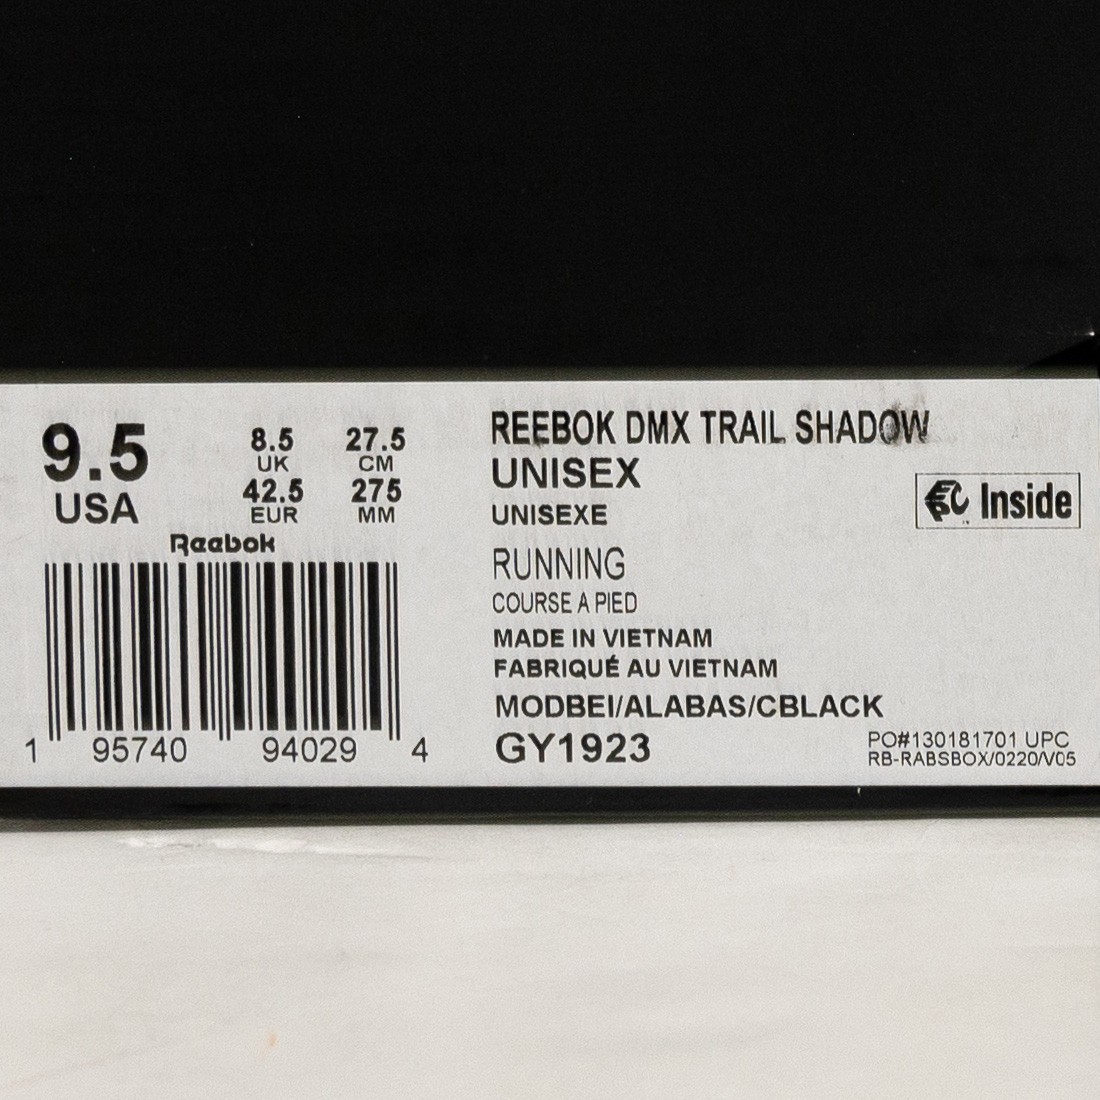 9.5
USA
8.5
UK
27.5
CM
42.5
EUR
275
MM
Reebok
1 95740 94029 4
REEBOK DMX TRAIL SHADOW
UNISEX
UNISEXE
Inside
RUNNING
COURSE A PIED
MADE IN VIETNAM
FABRIQUÉ AU VIETNAM
MODBEI/ALABAS/CBLACK
GY1923
PO#130181701 UPC
RB-RABSBOX/0220/V05